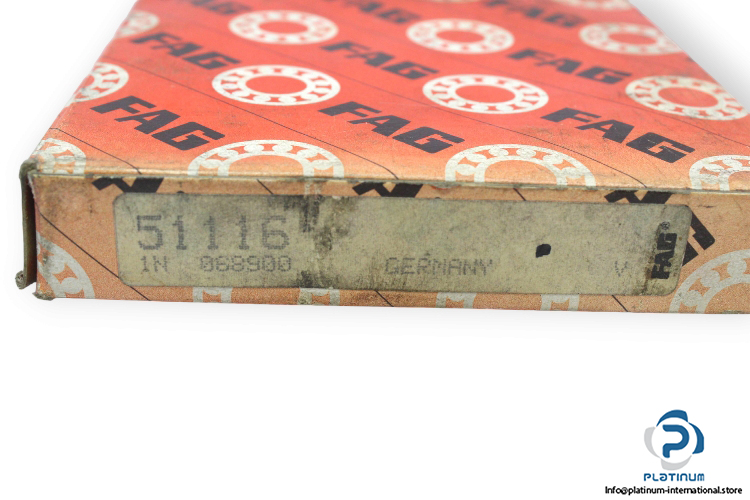 FAG
FAG
FAG
FAG
FAG
FAG
51116
1N 068900 GERMANY V
FAG®
PLATINUM
Info@platinum-international.store